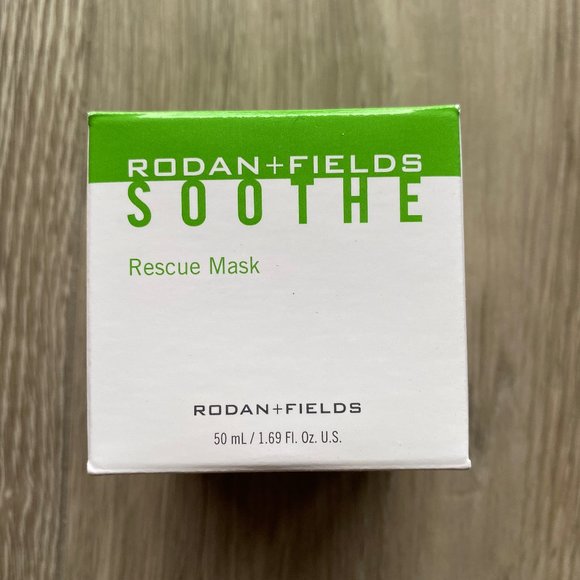 RODAN+FIELDS
SOOTHE
Rescue Mask
RODAN+FIELDS
50 mL / 1.69 Fl. Oz. U.S.